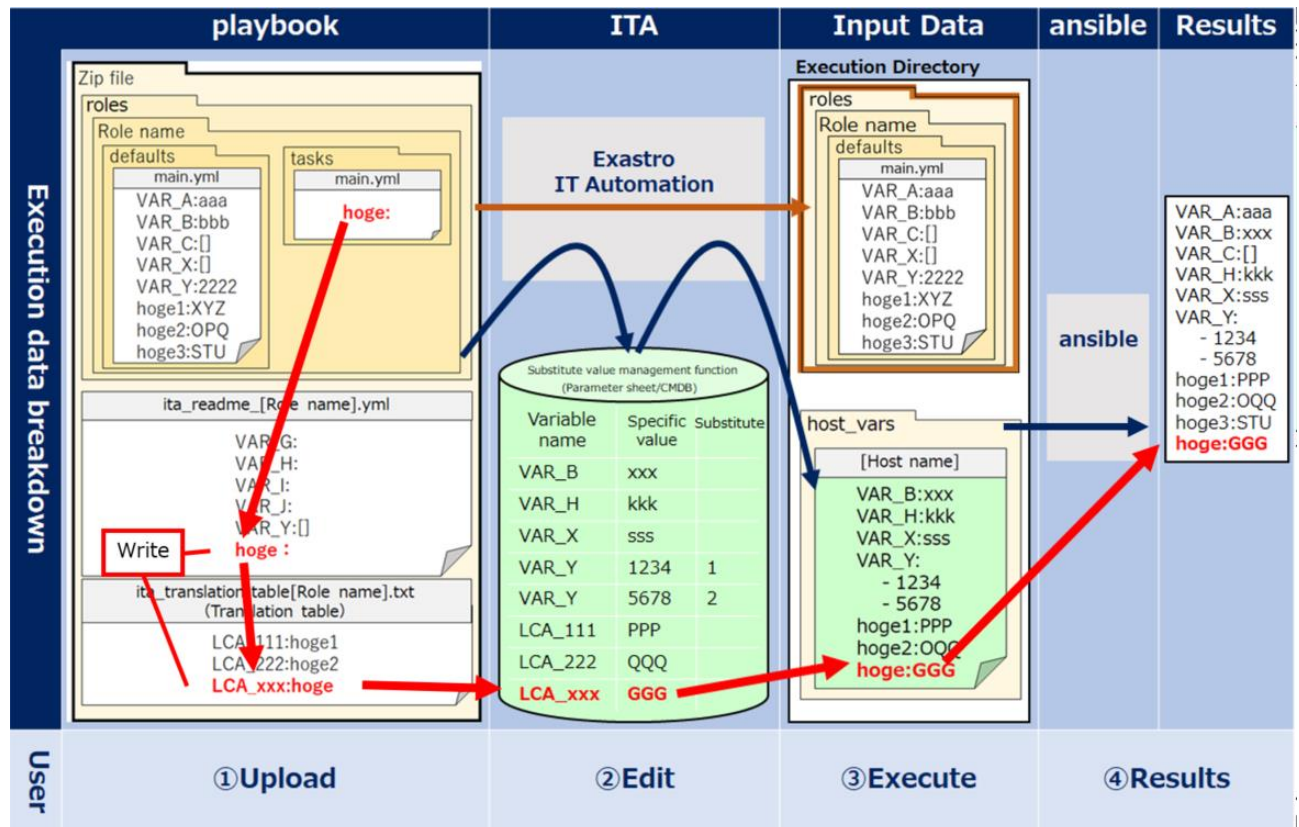 playbook
ITA
Input Data
ansible
Results
Execution data breakdown
Zip file
roles
Role name
defaults
main.yml
VAR_A:aaa
VAR_B:bbb
VAR_C:[]
VAR_X:[]
VAR_Y:2222
hoge1:XYZ
hoge2:OPQ
hoge3:STU
tasks
main.yml
hoge:
ita_readme_[Role name].yml
VAR_G:
VAR_H:
VAR_I:
VAR_J:
VAR_Y:[]
hoge：
Write
ita_translation_table[Role name].txt
(Translation table)
LCA_111:hoge1
LCA_222:hoge2
LCA_xxx:hoge
Exastro
IT Automation
Substitute value management function
(Parameter sheet/CMDB)
Variable name Specific value Substitute
VAR_B xxx
VAR_H kkk
VAR_X sss
VAR_Y 1234 1
VAR_Y 5678 2
LCA_111 PPP
LCA_222 QQQ
LCA_xxx GGG
Execution Directory
roles
Role name
defaults
main.yml
VAR_A:aaa
VAR_B:bbb
VAR_C:[]
VAR_X:[]
VAR_Y:2222
hoge1:XYZ
hoge2:OPQ
hoge3:STU
host_vars
[Host name]
VAR_B:xxx
VAR_H:kkk
VAR_X:sss
VAR_Y:
- 1234
- 5678
hoge1:PPP
hoge2:OQQ
hoge:GGG
ansible
VAR_A:aaa
VAR_B:xxx
VAR_C:[]
VAR_H:kkk
VAR_X:sss
VAR_Y:
- 1234
- 5678
hoge1:PPP
hoge2:OQQ
hoge3:STU
hoge:GGG
User
①Upload
②Edit
③Execute
④Results